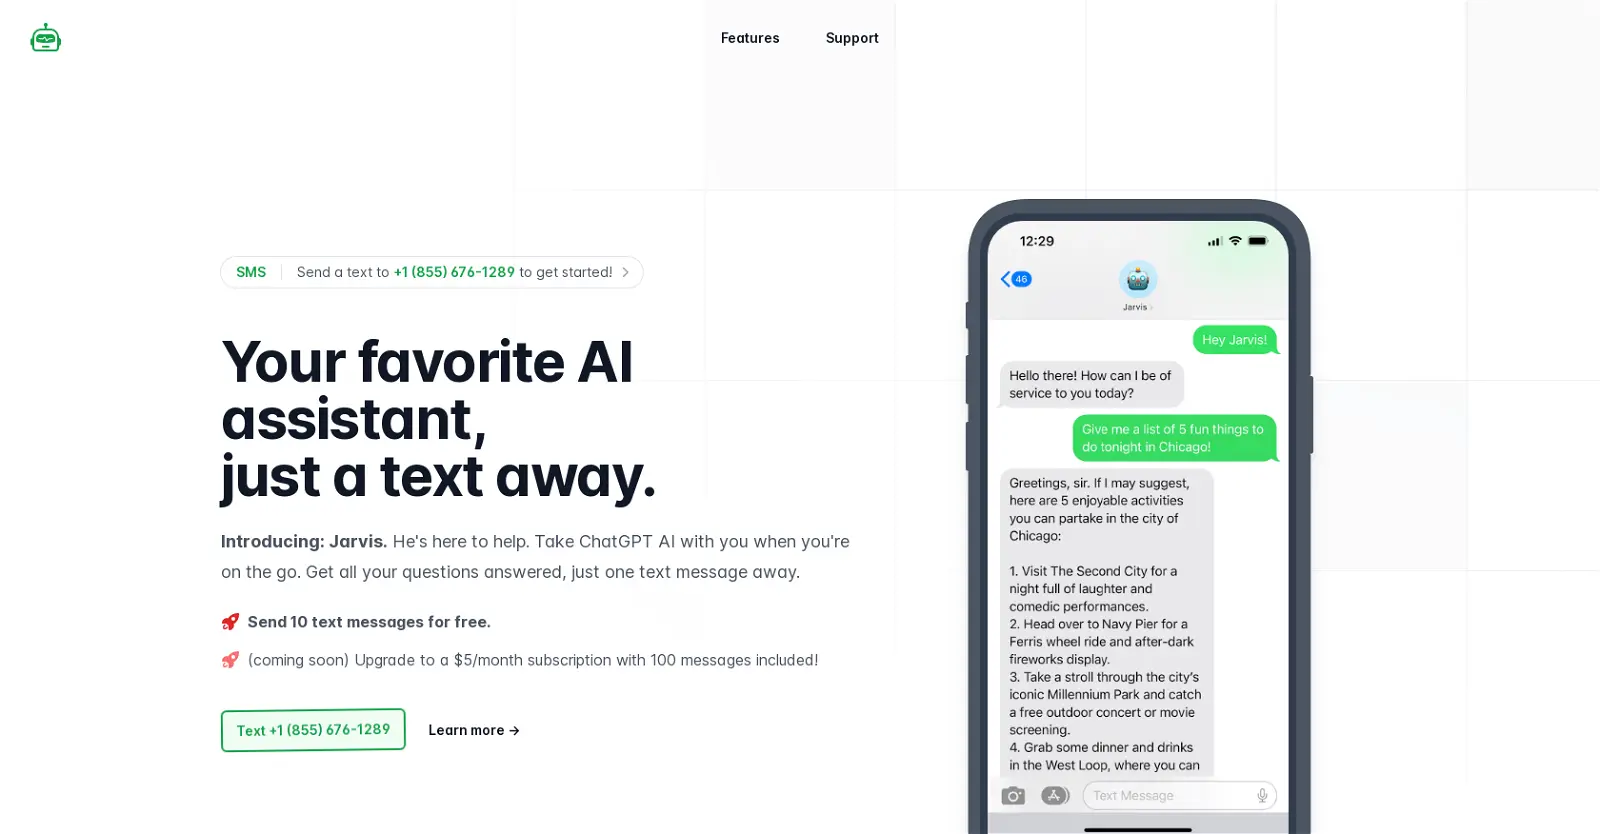 Features
Support
SMS
Send a text to +1 (855) 676-1289 to get started!
Your favorite AI
assistant,
just a text away.
Introducing: Jarvis. He's here to help. Take ChatGPT AI with you when you're
on the go. Get all your questions answered, just one text message away.
Send 10 text messages for free.
(coming soon) Upgrade to a $5/month subscription with 100 messages included!
Text +1 (855) 676-1289
Learn more →
12:29
46
Jarvis
Hey Jarvis!
Hello there! How can I be of
service to you today?
Give me a list of 5 fun things to
do tonight in Chicago!
Greetings, sir. If I may suggest,
here are 5 enjoyable activities
you can partake in the city of
Chicago:
1. Visit The Second City for a
night full of laughter and
comedic performances.
2. Head over to Navy Pier for a
Ferris wheel ride and after-dark
fireworks display.
3. Take a stroll through the city's
iconic Millennium Park and catch
a free outdoor concert or movie
screening.
4. Grab some dinner and drinks
in the West Loop, where you can
Text Message